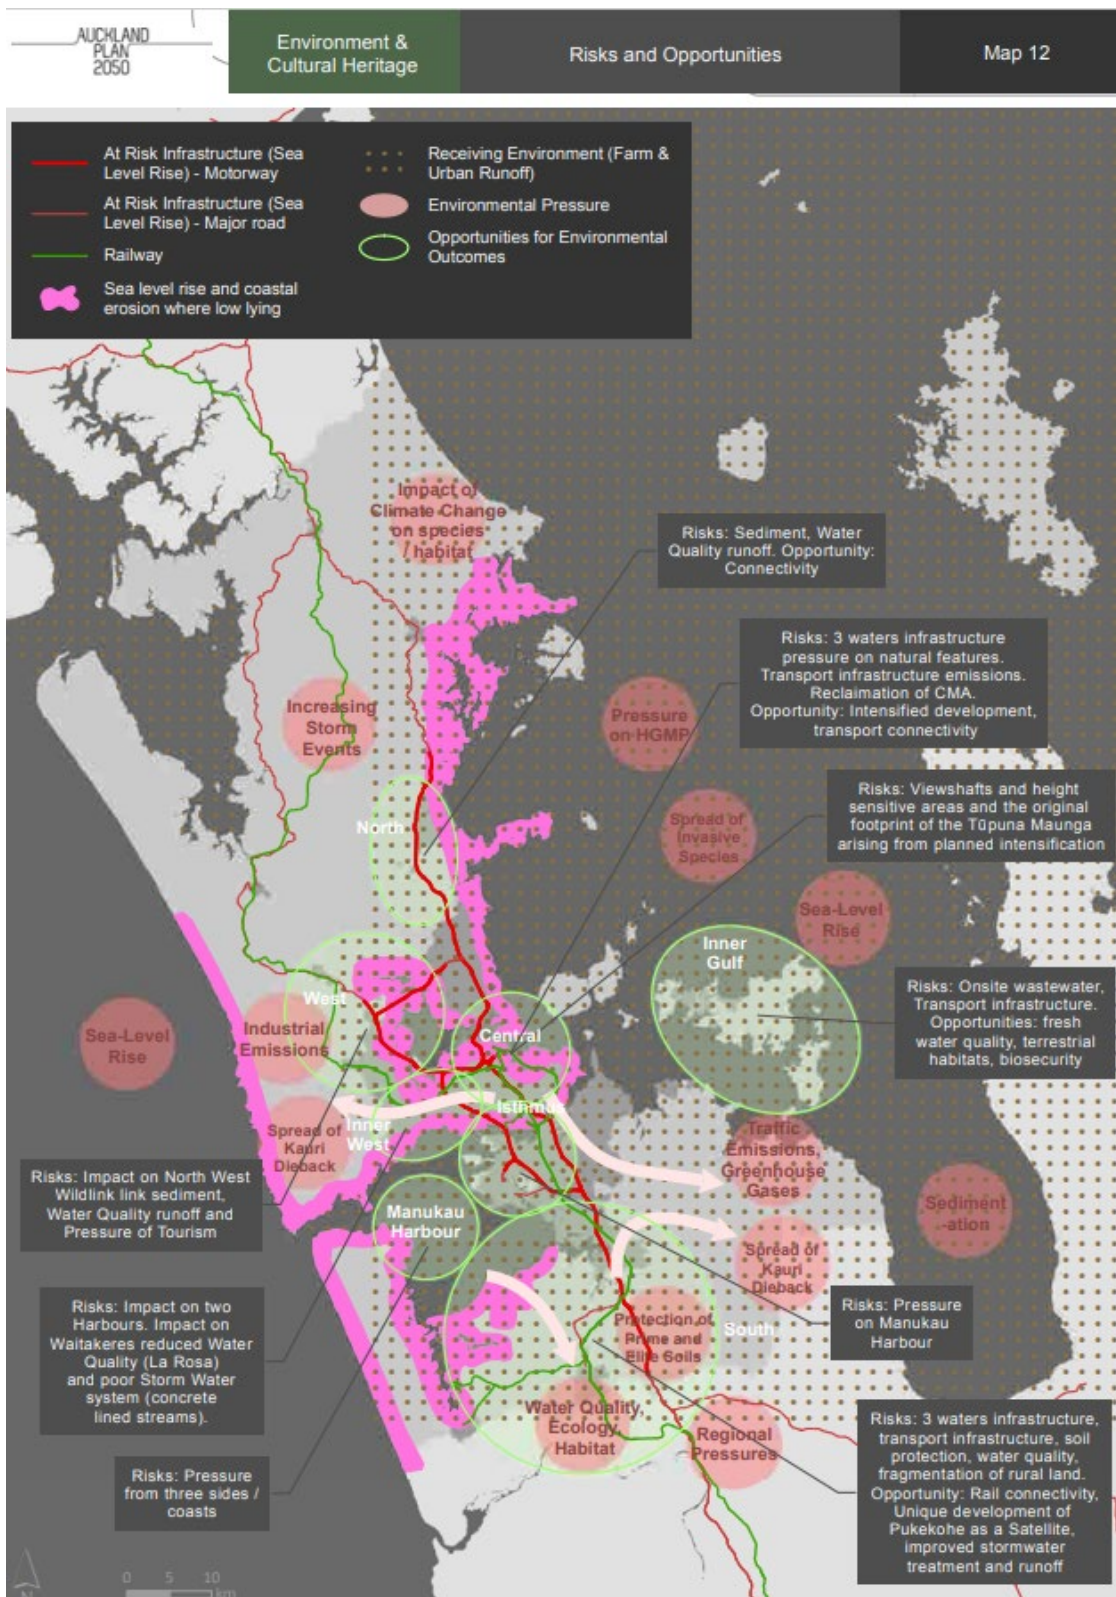 AUCKLAND
PLAN
2050
Environment &
Cultural Heritage
Risks and Opportunities
Map 12
At Risk Infrastructure (Sea
Level Rise) - Motorway
At Risk Infrastructure (Sea
Level Rise) - Major road
Railway
Sea level rise and coastal
erosion where low lying
Receiving Environment (Farm &
Urban Runoff)
Environmental Pressure
Opportunities for Environmental
Outcomes
Impact of
Climate Change
on species
/ habitat
Risks: Sediment, Water
Quality runoff. Opportunity:
Connectivity
Risks: 3 waters infrastructure
pressure on natural features.
Transport infrastructure emissions.
Reclaimation of CMA.
Opportunity: Intensified development,
transport connectivity
Increasing
Storm
Events
Pressure
on HGMP
Risks: Viewshafts and height
sensitive areas and the original
footprint of the Tūpuna Maunga
arising from planned intensification
North
Spread of
Invasive
Species
Sea-Level
Rise
Inner
Gulf
Risks: Onsite wastewater,
Transport infrastructure.
Opportunities: fresh
water quality, terrestrial
habitats, biosecurity
West
Sea-Level
Rise
Industrial
Emissions
Central
Isthmus
Spread of
Kauri
Dieback
Inner
West
Traffic
Emissions,
Greenhouse
Gases
Risks: Impact on North West
Wildlink link sediment,
Water Quality runoff and
Pressure of Tourism
Manukau
Harbour
Sediment
-ation
Spread of
Kauri
Dieback
Risks: Impact on two
Harbours. Impact on
Waitakeres reduced Water
Quality (La Rosa)
and poor Storm Water
system (concrete
lined streams).
Protection of
Prime and
Elite Soils
South
Risks: Pressure
on Manukau
Harbour
Water Quality,
Ecology,
Habitat
Regional
Pressures
Risks: 3 waters infrastructure,
transport infrastructure, soil
protection, water quality,
fragmentation of rural land.
Opportunity: Rail connectivity,
Unique development of
Pukekohe as a Satellite,
improved stormwater
treatment and runoff
Risks: Pressure
from three sides /
coasts
N
0 5 10
km